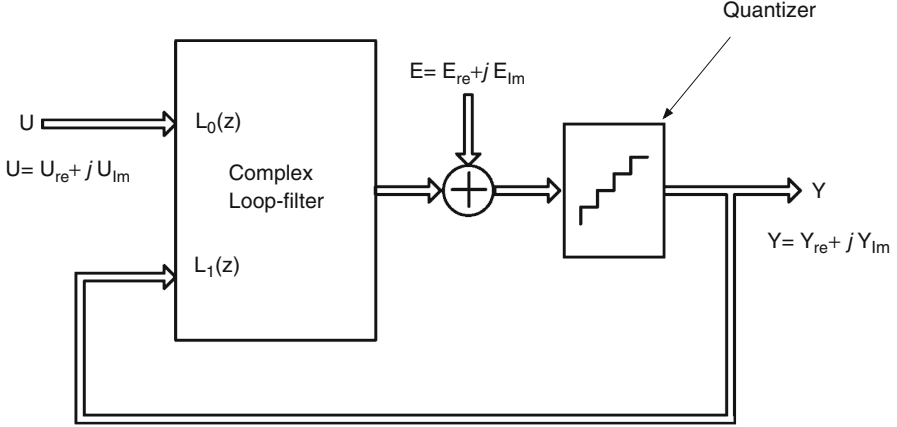 Quantizer
E= E_re+j E_Im
U
L_0(z)
U= U_re+ j U_Im
Complex
Loop-filter
Y
Y= Y_re+ j Y_Im
L_1(z)